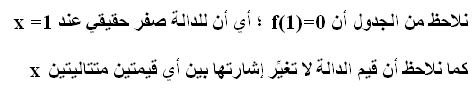 نلاحظ من الجدول أن f(1)=0 ؛ أي أن للدالة صفر حقيقي عند x =1
كما نلاحظ أن قيم الدالة لا تغيّر إشارتها بين أي قيمتين متتاليتين x